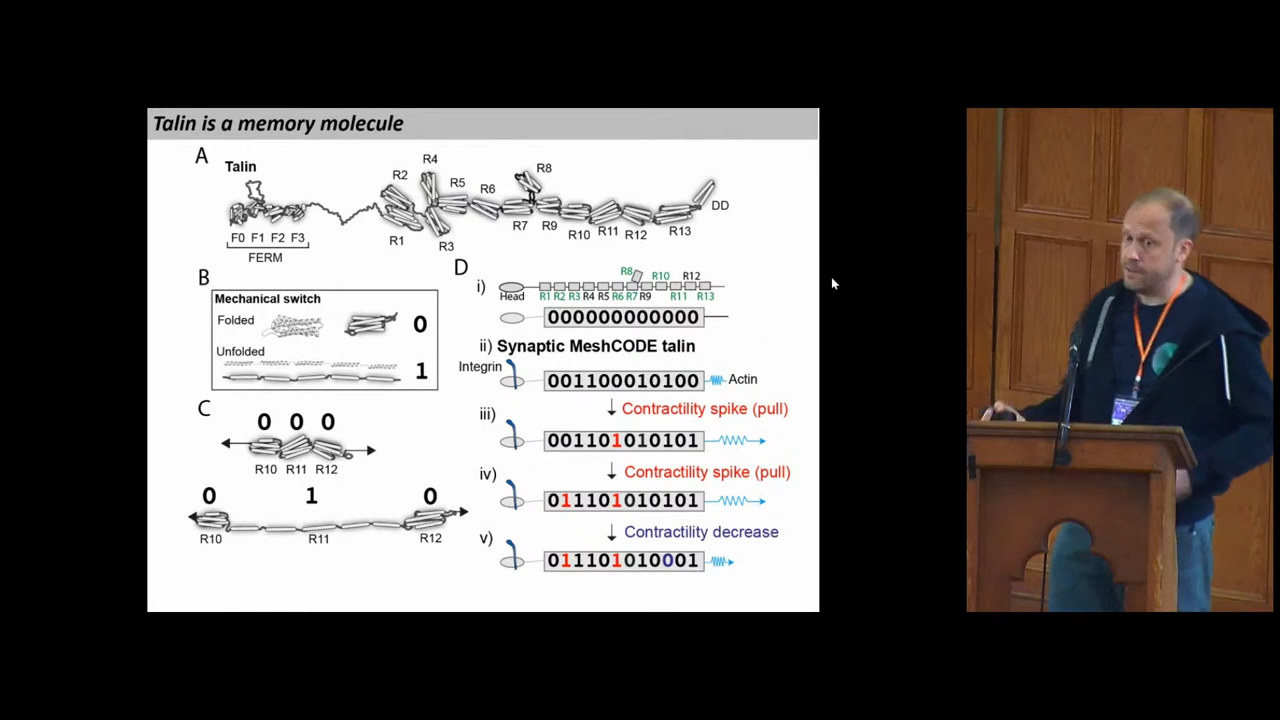 Talin is a memory molecule
A
Talin
F0 F1 F2 F3
FERM
R1
R2
R3
R4
R5
R6
R7
R8
R9
R10
R11
R12
R13
DD
B
Mechanical switch
Folded
0
Unfolded
1
C
0 0 0
R10 R11 R12
0 1 0
R10 R11 R12
D
i)
R8 R10 R12
Head R1 R2 R3 R4 R5 R6 R7 R9 R11 R13
0000000000000
ii) Synaptic MeshCODE talin
Integrin
0011000010100
Actin
Contractility spike (pull)
iii)
001101010101
Contractility spike (pull)
iv)
011101010101
Contractility decrease
v)
011101010001